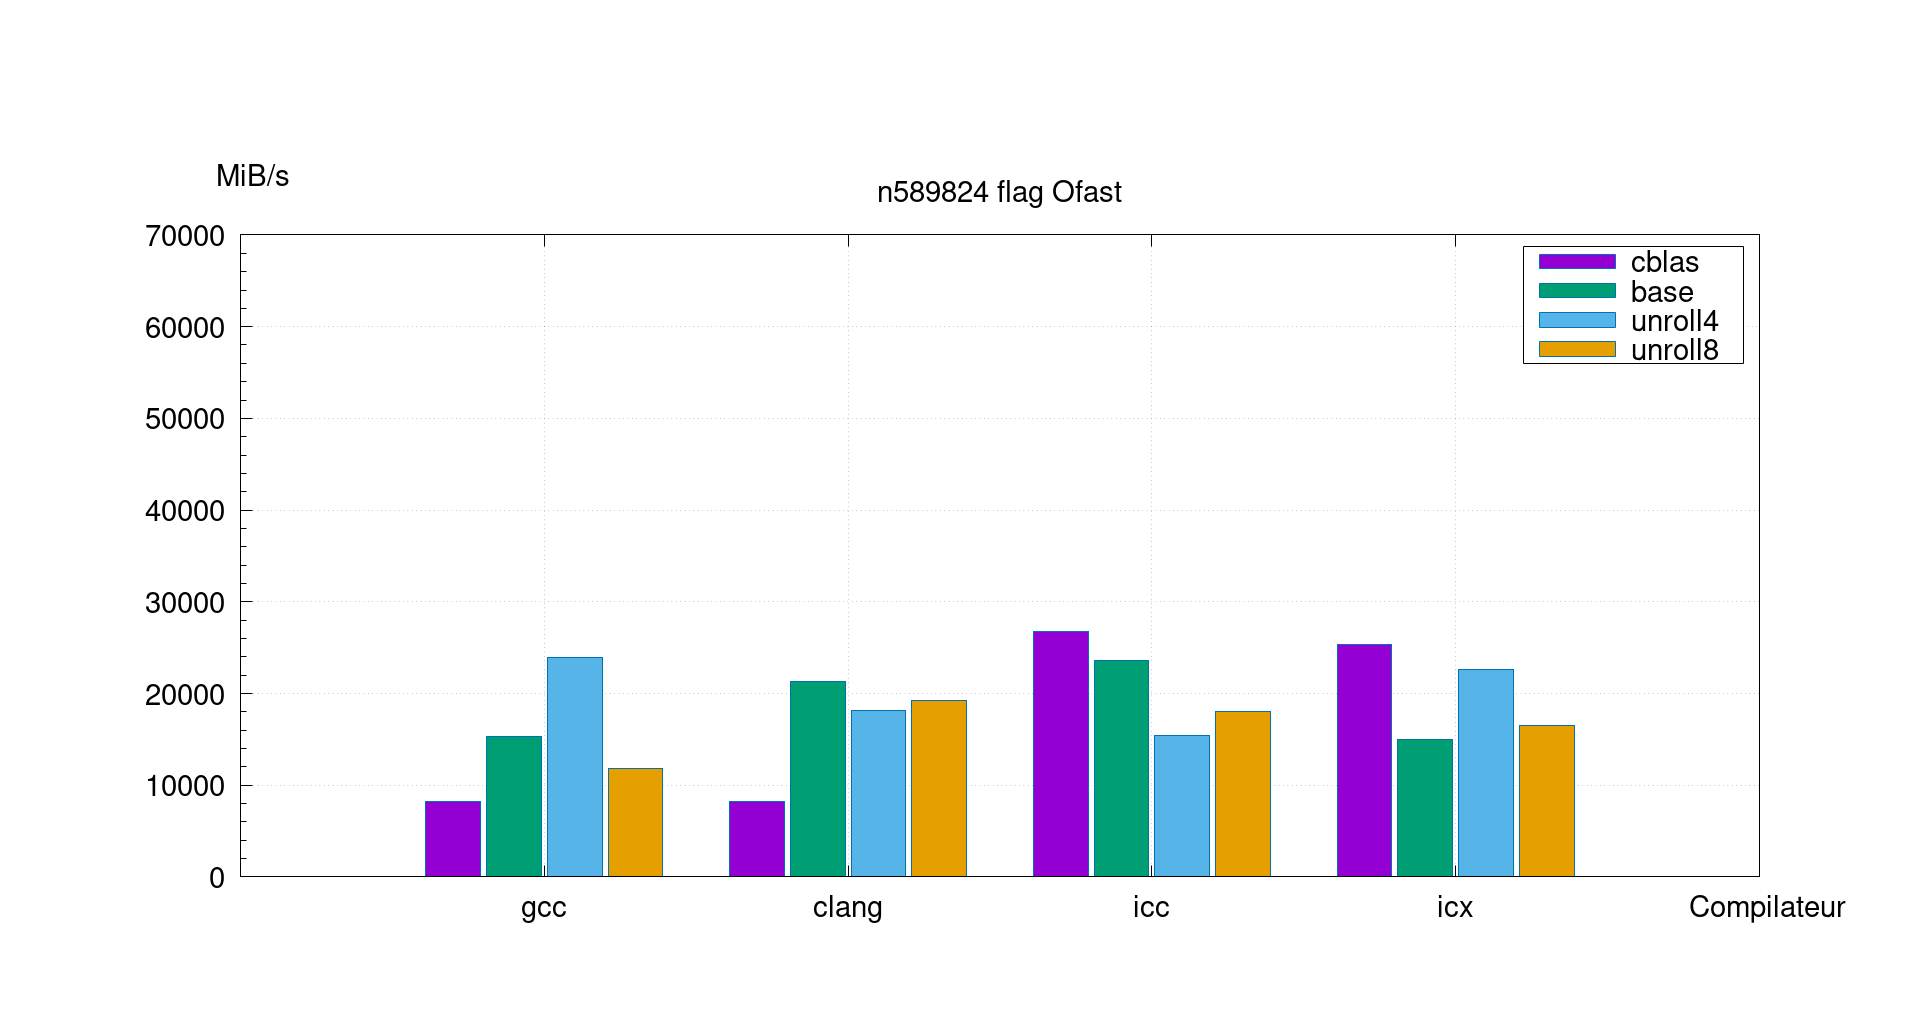 MiB/s
n589824 flag Ofast
70000
60000
50000
40000
30000
20000
10000
0
cblas
base
unroll4
unroll8
gcc clang icc icx Compilateur